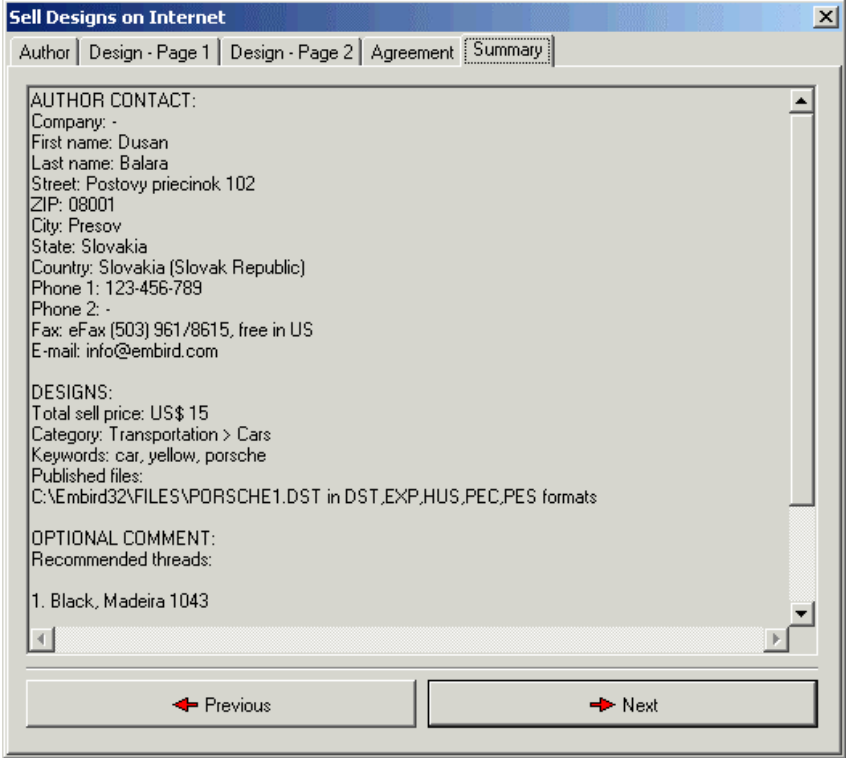 Sell Designs on Internet
Author
Design - Page 1
Design - Page 2
Agreement
Summary
AUTHOR CONTACT:
Company: -
First name: Dusan
Last name: Balara
Street: Postovy priecinok 102
ZIP: 08001
City: Presov
State: Slovakia
Country: Slovakia (Slovak Republic)
Phone 1: 123-456-789
Phone 2: -
Fax: eFax (503) 961/8615, free in US
E-mail: info@embird.com
DESIGNS:
Total sell price: US$ 15
Category: Transportation > Cars
Keywords: car, yellow, porsche
Published files:
C:\Embird32\FILES\PORSCHE1.DST in DST,EXP,HUS,PEC,PES formats
OPTIONAL COMMENT:
Recommended threads:
1. Black, Madeira 1043
Previous
Next